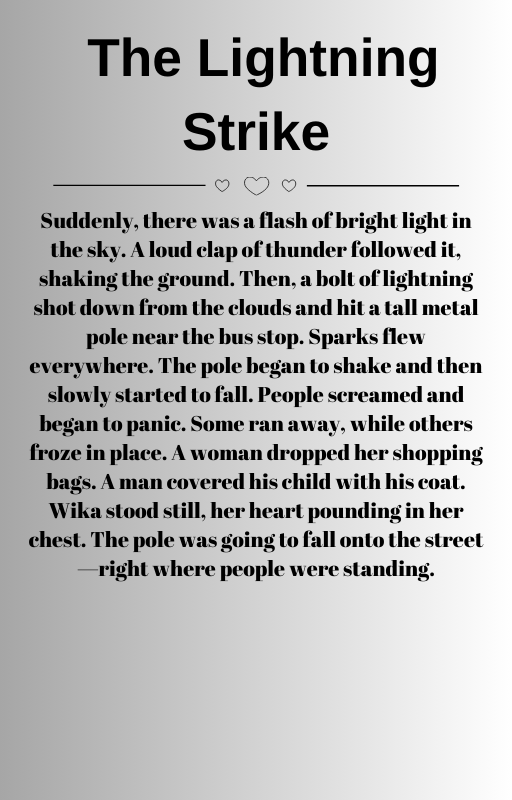 The Lightning
Strike
Suddenly, there was a flash of bright light in
the sky. A loud clap of thunder followed it,
shaking the ground. Then, a bolt of lightning
shot down from the clouds and hit a tall metal
pole near the bus stop. Sparks flew
everywhere. The pole began to shake and then
slowly started to fall. People screamed and
began to panic. Some ran away, while others
froze in place. A woman dropped her shopping
bags. A man covered his child with his coat.
Wika stood still, her heart pounding in her
chest. The pole was going to fall onto the street
—right where people were standing.